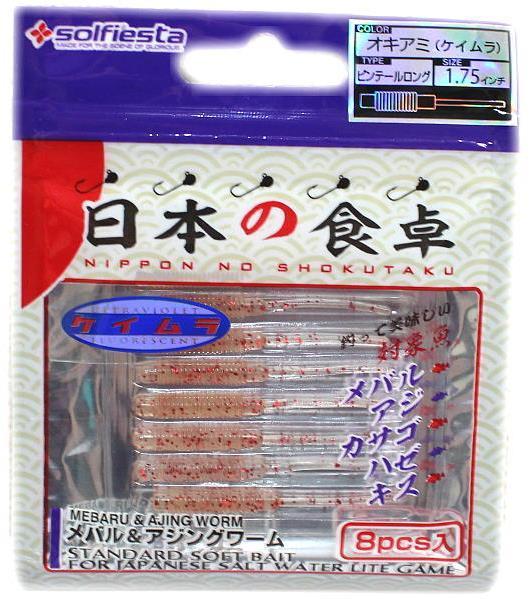 solfiesta
MADE FOR THE SCENE OF GLORIOUS
COLOR
オキアミ(ケイムラ)
TYPE
SIZE
ピンテールロング
1.75インチ
日本の食卓
NIPPON NO SHOKUTAKU
ULTRAVIOLET
ケイムラ
FLUORESCENT
釣って美味しい
対象魚
メバル
アジ
カサゴ
ハゼ
キス
MEBARU & AJING WORM
メバル&アジングワーム
8pcs入
STANDARD SOFT BAIT
FOR JAPANESE SALT WATER LITE GAME